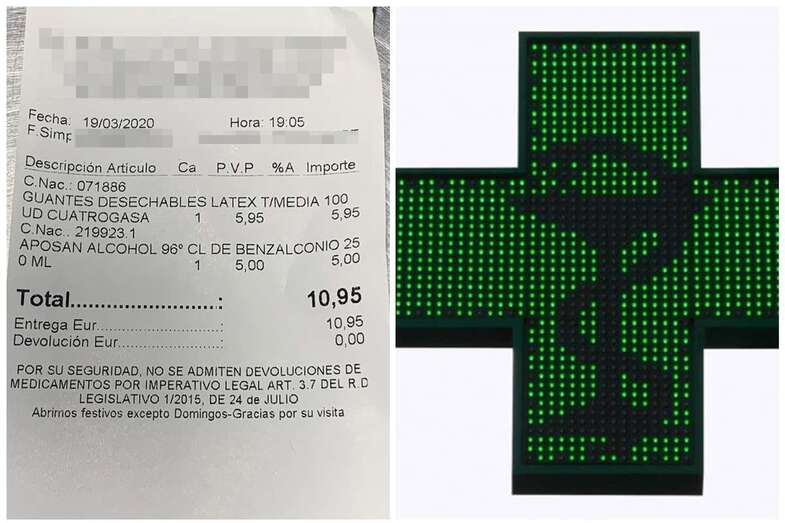 Fecha: 19/03/2020 Hora: 19:05
F.Simp
Descripción Articulo Ca P.V.P %A Importe
C.Nac.: 071886
GUANTES DESECHABLES LATEX T/MEDIA 100
UD CUATROGASA 1 5,95 5,95
C.Nac.. 219923.1
APOSAN ALCOHOL 96º CL DE BENZALCONIO 25
0 ML 1 5,00 5,00
Total......................: 10,95
Entrega Eur............................: 10,95
Devolución Eur.........................: 0,00
POR SU SEGURIDAD, NO SE ADMITEN DEVOLUCIONES DE
MEDICAMENTOS POR IMPERATIVO LEGAL ART. 3.7 DEL R.D
LEGISLATIVO 1/2015, DE 24 de JULIO
Abrimos festivos excepto Domingos-Gracias por su visita